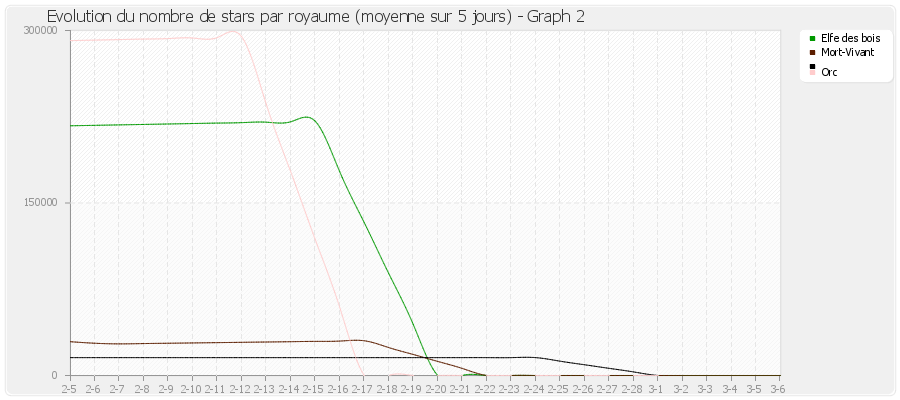 Evolution du nombre de stars par royaume (moyenne sur 5 jours) - Graph 2
300000
150000
0
2-5 2-6 2-7 2-8 2-9 2-10 2-11 2-12 2-13 2-14 2-15 2-16 2-17 2-18 2-19 2-20 2-21 2-22 2-23 2-24 2-25 2-26 2-27 2-28 3-1 3-2 3-3 3-4 3-5 3-6
Elfe des bois
Mort-Vivant
Orc